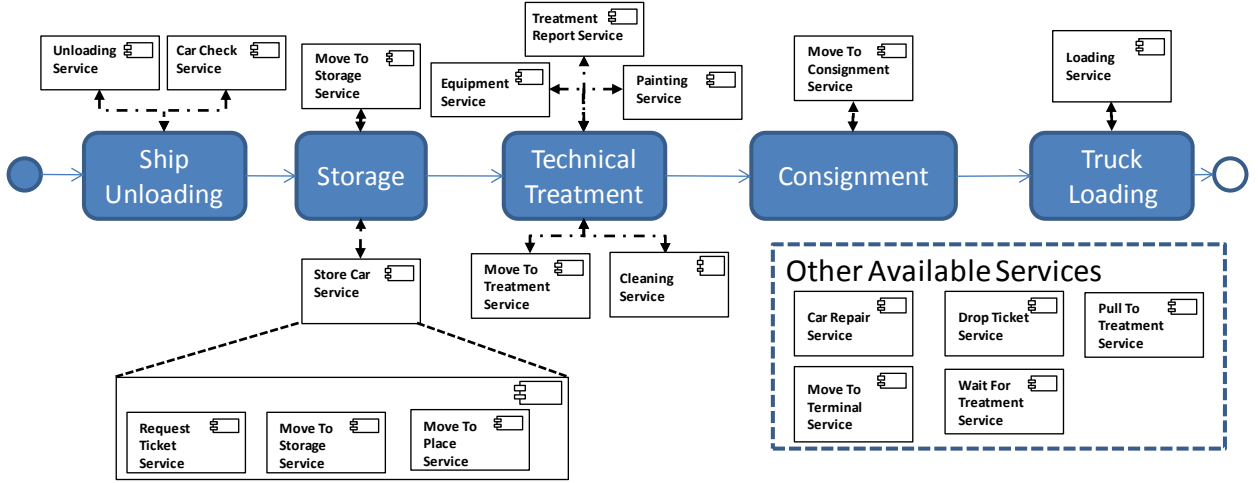 Unloading
Service
Car Check
Service
Move To
Storage
Service
Treatment
Report Service
Equipment
Service
Painting
Service
Move To
Consignment
Service
Loading
Service
Ship
Unloading
Storage
Technical
Treatment
Consignment
Truck
Loading
Store Car
Service
Move To
Treatment
Service
Cleaning
Service
Other Available Services
Car Repair
Service
Drop Ticket
Service
Pull To
Treatment
Service
Move To
Terminal
Service
Wait For
Treatment
Service
Request
Ticket
Service
Move To
Storage
Service
Move To
Place
Service